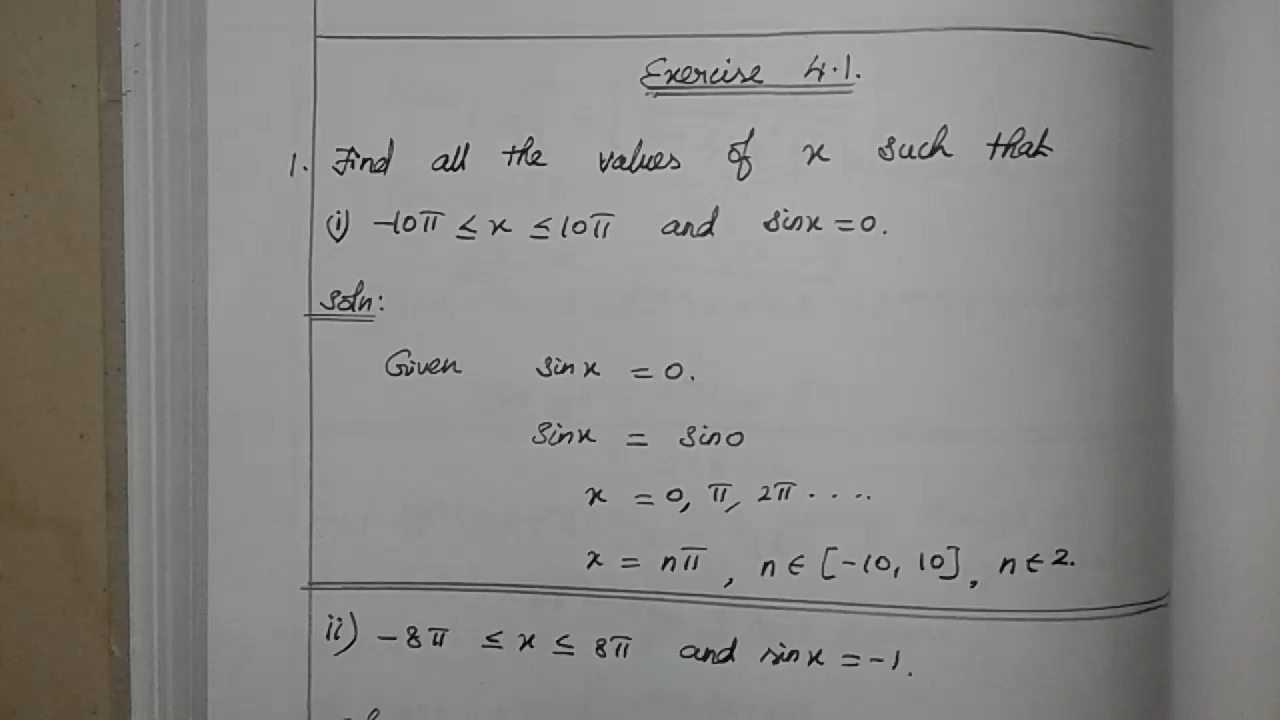 Exercise 4.1.
1. Find all the values of x such that
(i) -10π ≤ x ≤ 10π and sinx = 0.
Soln:
Given sinx = 0.
Sinx = Sin0
x = 0, π, 2π ....
x = nπ, n ∈ [-10, 10], n ∈ 2.
ii) -8π ≤ x ≤ 8π and sinx = -1.